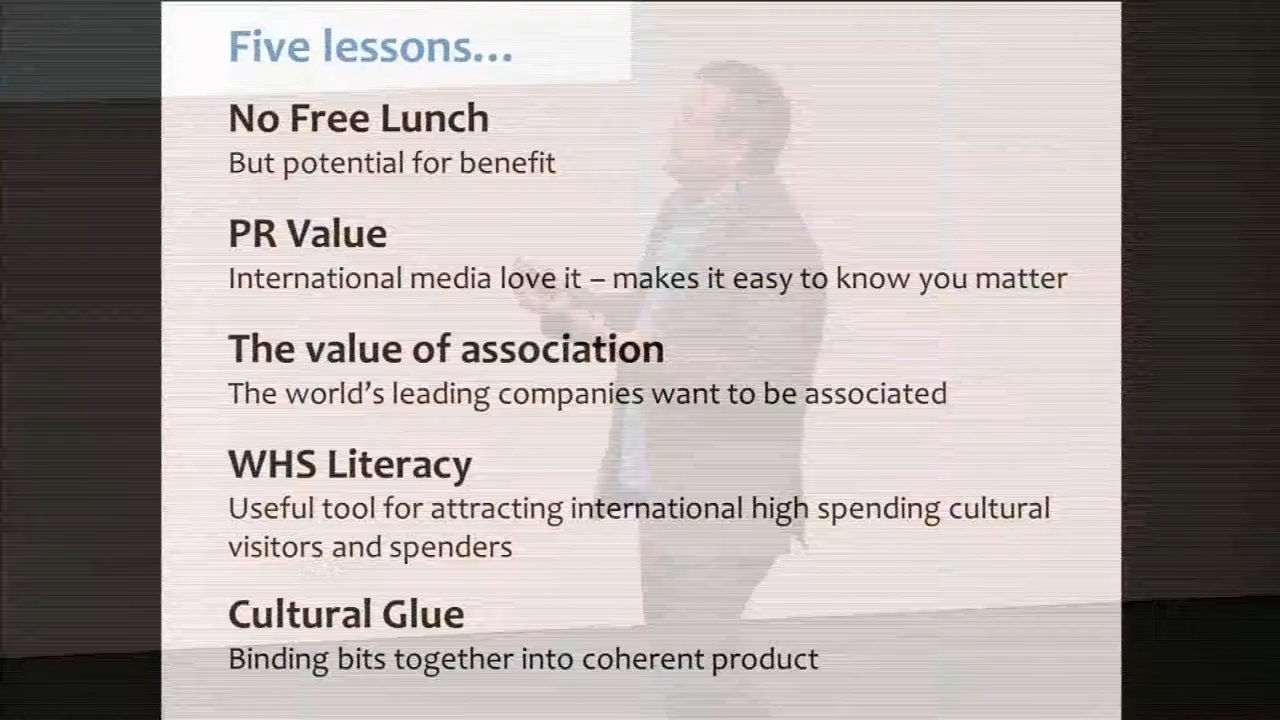 Five lessons...
No Free Lunch
But potential for benefit
PR Value
International media love it – makes it easy to know you matter
The value of association
The world's leading companies want to be associated
WHS Literacy
Useful tool for attracting international high spending cultural
visitors and spenders
Cultural Glue
Binding bits together into coherent product